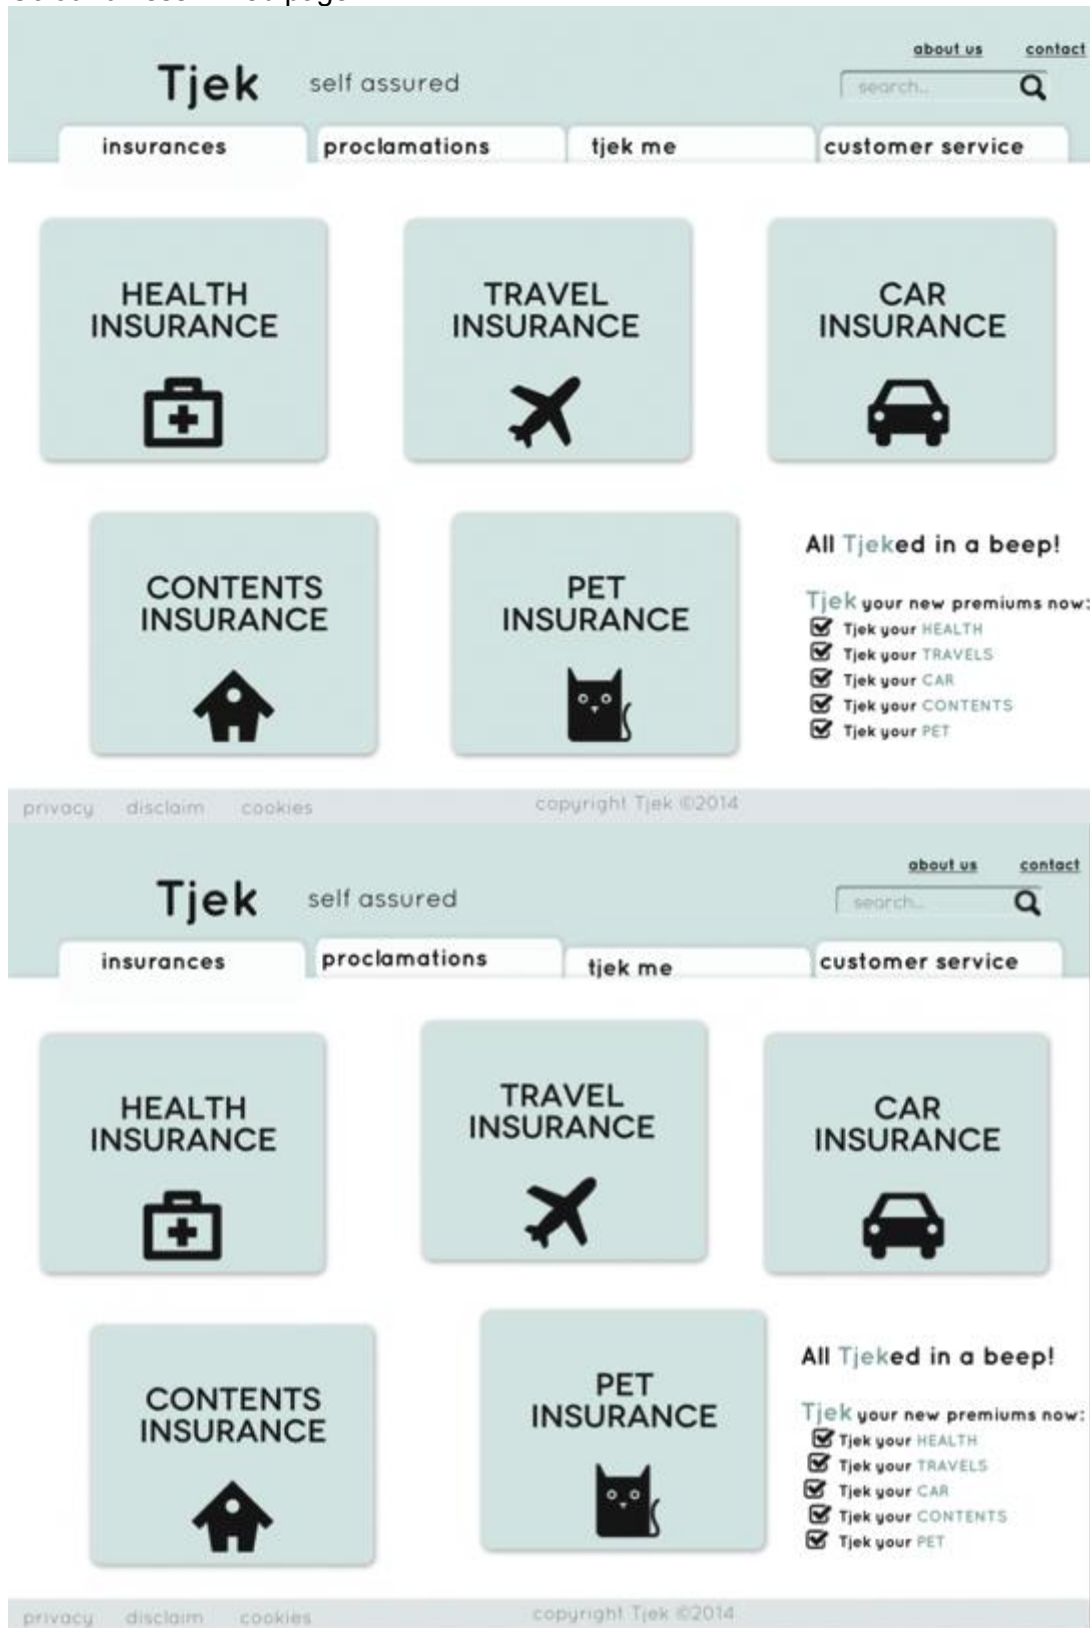 about us contact
Tjek self assured search...
insurances proclamations tjek me customer service
HEALTH INSURANCE
TRAVEL INSURANCE
CAR INSURANCE
CONTENTS INSURANCE
PET INSURANCE
All Tjeked in a beep!
Tjek your new premiums now:
Tjek your HEALTH
Tjek your TRAVELS
Tjek your CAR
Tjek your CONTENTS
Tjek your PET
privacy disclaim cookies copyright Tjek ©2014
about us contact
Tjek self assured search...
insurances proclamations tjek me customer service
HEALTH INSURANCE
TRAVEL INSURANCE
CAR INSURANCE
CONTENTS INSURANCE
PET INSURANCE
All Tjeked in a beep!
Tjek your new premiums now:
Tjek your HEALTH
Tjek your TRAVELS
Tjek your CAR
Tjek your CONTENTS
Tjek your PET
privacy disclaim cookies copyright Tjek ©2014